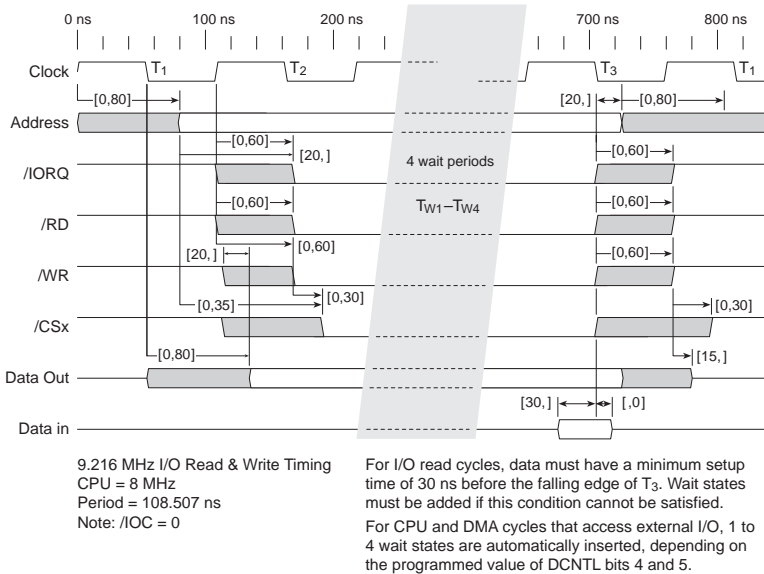 0 ns 100 ns 200 ns 700 ns 800 ns
Clock T1 T2 T3 T1
[0,80] [20,] [0,80]
Address
[0,60] [20,] [0,60]
/IORQ
4 wait periods
[0,60] [0,60]
/RD
TW1–TW4
[20,] [0,60] [0,60]
/WR
[0,35] [0,30] [0,30]
/CSx
[0,80] [15,]
Data Out
[30,] [,0]
Data in
9.216 MHz I/O Read & Write Timing
CPU = 8 MHz
Period = 108.507 ns
Note: /IOC = 0
For I/O read cycles, data must have a minimum setup
time of 30 ns before the falling edge of T3. Wait states
must be added if this condition cannot be satisfied.
For CPU and DMA cycles that access external I/O, 1 to
4 wait states are automatically inserted, depending on
the programmed value of DCNTL bits 4 and 5.